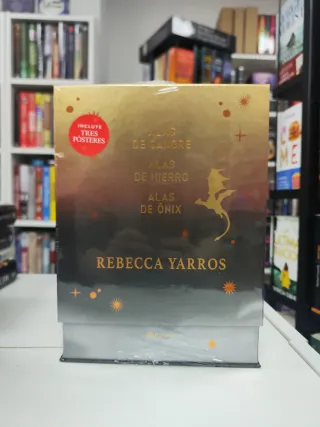 INCLUYE
TRES
PÓSTERES
ALAS
DE SANGRE
ALAS
DE HIERRO
ALAS
DE ÓNIX
REBECCA YARROS